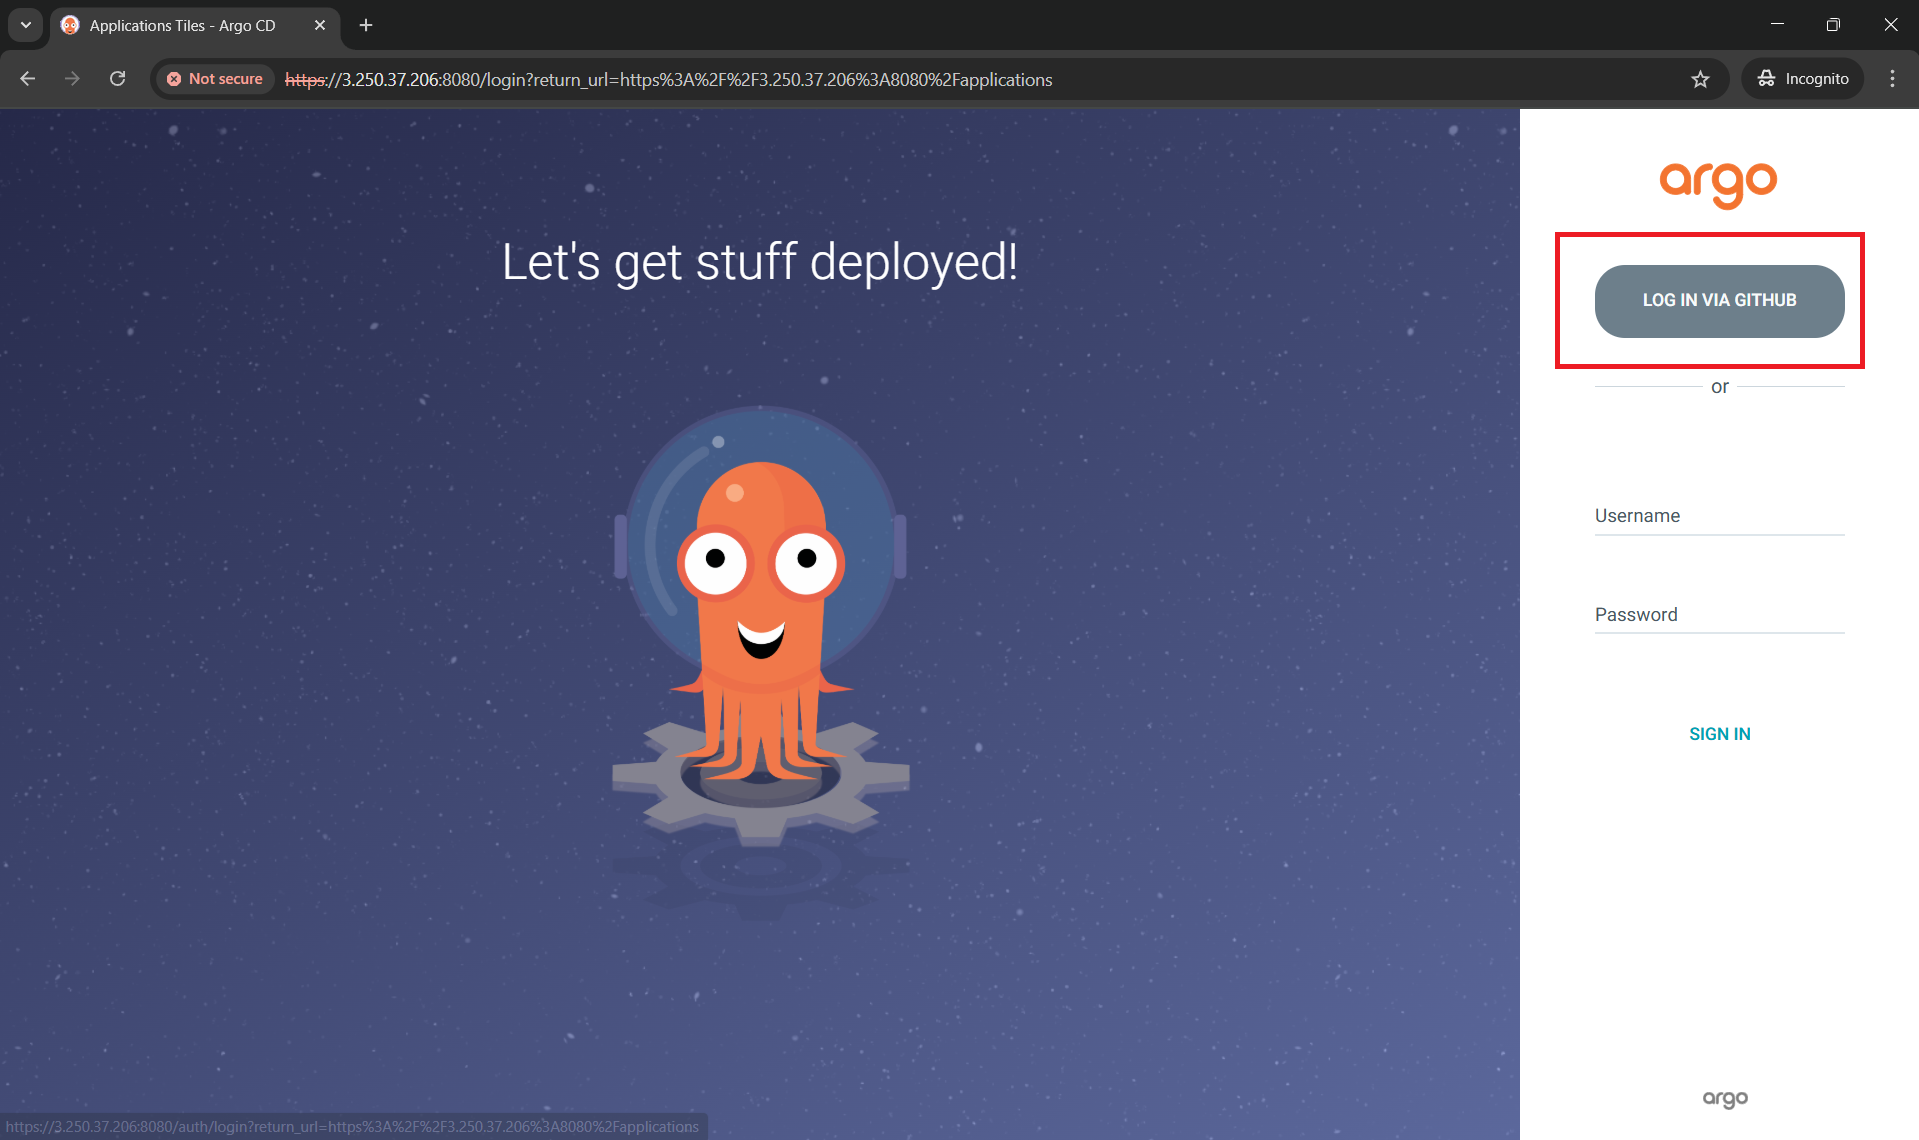 Applications Tiles - Argo CD
Not secure
https://3.250.37.206:8080/login?return_url=https%3A%2F%2F3.250.37.206%3A8080%2Fapplications
Incognito
argo
Let's get stuff deployed!
LOG IN VIA GITHUB
or
Username
Password
SIGN IN
argo
https://3.250.37.206:8080/auth/login?return_url=https%3A%2F%2F3.250.37.206%3A8080%2Fapplications